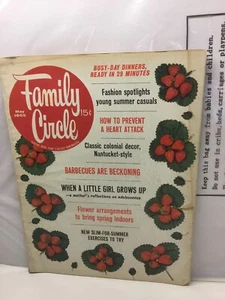 BUSY-DAY DINNERS,
READY IN 29 MINUTES
May
Family
15¢
Circle
Fashion spotlights
young summer casuals
HOW TO PREVENT
A HEART ATTACK
Classic colonial decor,
Nantucket-style
BARBECUES ARE BECKONING
WHEN A LITTLE GIRL GROWS UP
—a mother's reflections on adolescence
Flower arrangements
to bring spring indoors
NEW SLIM-FOR-SUMMER
EXERCISES TO TRY
Keep this bag away from babies and children.
Do not use in cribs, beds, carriages or playpens.